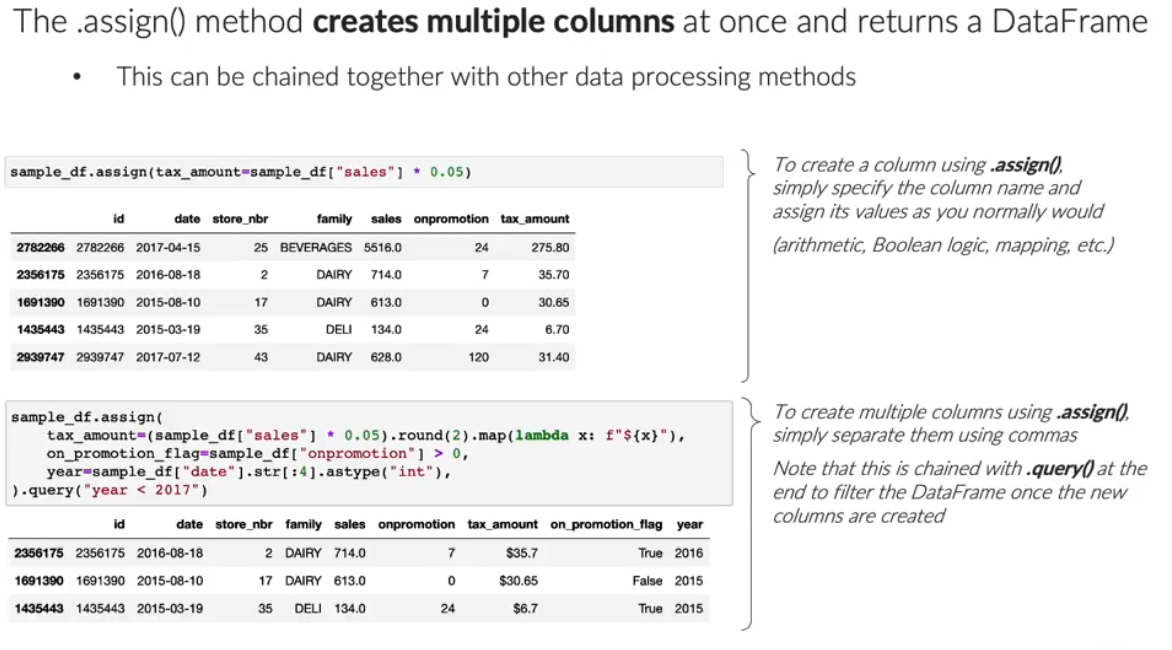 The .assign() method creates multiple columns at once and returns a DataFrame
• This can be chained together with other data processing methods
sample_df.assign(tax_amount=sample_df["sales"] * 0.05)
id date store_nbr family sales onpromotion tax_amount
2782266 2782266 2017-04-15 25 BEVERAGES 5516.0 24 275.80
2356175 2356175 2016-08-18 2 DAIRY 714.0 7 35.70
1691390 1691390 2015-08-10 17 DAIRY 613.0 0 30.65
1435443 1435443 2015-03-19 35 DELI 134.0 24 6.70
2939747 2939747 2017-07-12 43 DAIRY 628.0 120 31.40
To create a column using .assign(),
simply specify the column name and
assign its values as you normally would
(arithmetic, Boolean logic, mapping, etc.)
sample_df.assign(
    tax_amount=(sample_df["sales"] * 0.05).round(2).map(lambda x: f"${x}"),
    on_promotion_flag=sample_df["onpromotion"] > 0,
    year=sample_df["date"].str[:4].astype("int"),
).query("year < 2017")
id date store_nbr family sales onpromotion tax_amount on_promotion_flag year
2356175 2356175 2016-08-18 2 DAIRY 714.0 7 $35.7 True 2016
1691390 1691390 2015-08-10 17 DAIRY 613.0 0 $30.65 False 2015
1435443 1435443 2015-03-19 35 DELI 134.0 24 $6.7 True 2015
To create multiple columns using .assign(),
simply separate them using commas
Note that this is chained with .query() at the
end to filter the DataFrame once the new
columns are created